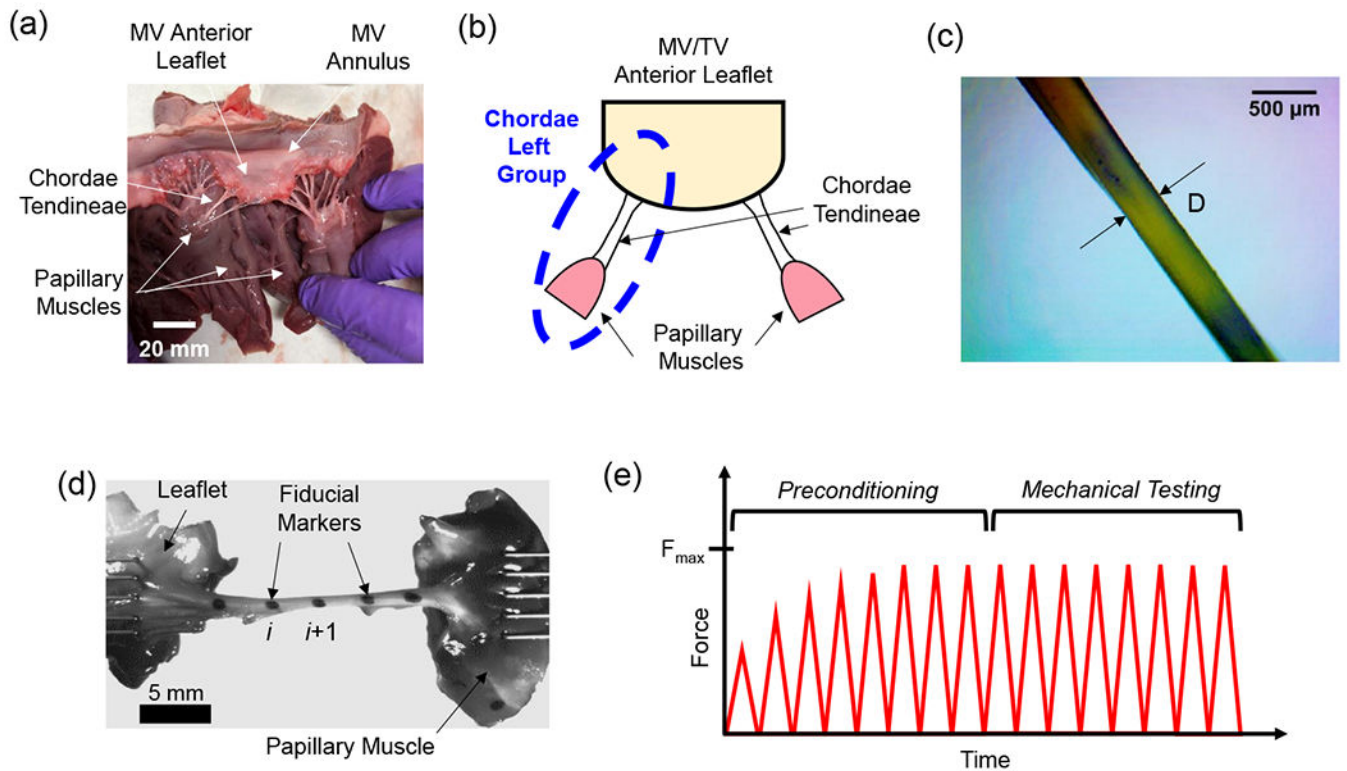 (a)
MV Anterior
Leaflet
MV
Annulus
Chordae
Tendineae
Papillary
Muscles
20 mm
(b)
MV/TV
Anterior Leaflet
Chordae
Left
Group
Chordae
Tendineae
Papillary
Muscles
(c)
500 µm
D
(d)
Leaflet
Fiducial
Markers
i
i+1
5 mm
Papillary Muscle
(e)
Preconditioning
Mechanical Testing
Fmax
Force
Time